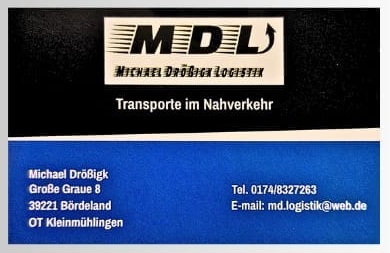 MDL
Michael Drößigk Logistik
Transporte im Nahverkehr
Michael Drößigk
Große Graue 8
39221 Bördeland
OT Kleinmühlingen
Tel. 0174/8327263
E-mail: md.logistik@web.de